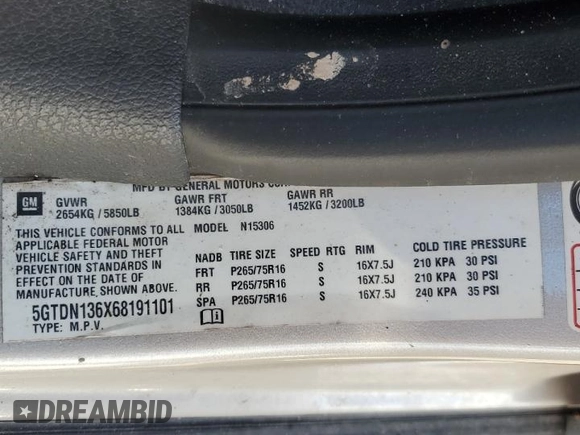 MFD BY GENERAL MOTORS COR
GM
GVWR GAWR FRT GAWR RR
2654KG / 5850LB 1384KG / 3050LB 1452KG / 3200LB
THIS VEHICLE CONFORMS TO ALL MODEL N15306
APPLICABLE FEDERAL MOTOR
VEHICLE SAFETY AND THEFT
PREVENTION STANDARDS IN
EFFECT ON THE DATE OF
MANUFACTURE SHOWN ABOVE.
NADB TIRE SIZE SPEED RTG RIM COLD TIRE PRESSURE
FRT P265/75R16 S 16X7.5J 210 KPA 30 PSI
RR P265/75R16 S 16X7.5J 210 KPA 30 PSI
SPA P265/75R16 S 16X7.5J 240 KPA 35 PSI
5GTDN136X68191101
TYPE: M.P.V.
DREAMBID